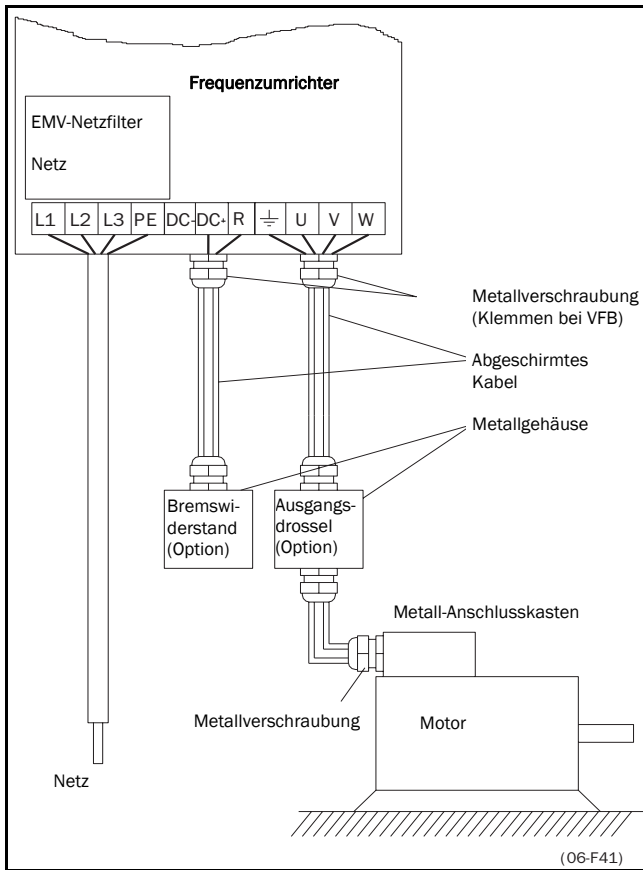 Frequenzumrichter
EMV-Netzfilter
Netz
L1 L2 L3 PE DC- DC+ R U V W
Metallverschraubung
(Klemmen bei VFB)
Abgeschirmtes
Kabel
Metallgehäuse
Bremswi-
derstand
(Option)
Ausgangs-
drossel
(Option)
Metall-Anschlusskasten
Metallverschraubung
Motor
Netz
(06-F41)